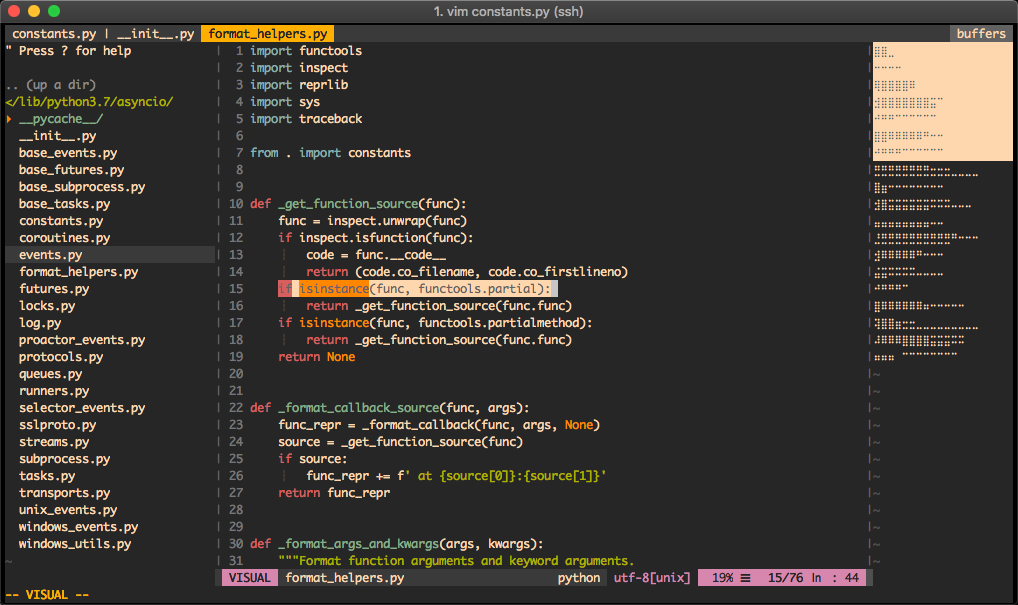 1. vim constants.py (ssh)
constants.py | __init__.py format_helpers.py buffers
" Press ? for help
.. (up a dir)
</lib/python3.7/asyncio/
▸ __pycache__/
__init__.py
base_events.py
base_futures.py
base_subprocess.py
base_tasks.py
constants.py
coroutines.py
events.py
format_helpers.py
futures.py
locks.py
log.py
proactor_events.py
protocols.py
queues.py
runners.py
selector_events.py
sslproto.py
streams.py
subprocess.py
tasks.py
transports.py
unix_events.py
windows_events.py
windows_utils.py
~
1 import functools
2 import inspect
3 import reprlib
4 import sys
5 import traceback
6
7 from . import constants
8
9
10 def _get_function_source(func):
11     func = inspect.unwrap(func)
12     if inspect.isfunction(func):
13         code = func.__code__
14         return (code.co_filename, code.co_firstlineno)
15     if isinstance(func, functools.partial):
16         return _get_function_source(func.func)
17     if isinstance(func, functools.partialmethod):
18         return _get_function_source(func.func)
19     return None
20
21
22 def _format_callback_source(func, args):
23     func_repr = _format_callback(func, args, None)
24     source = _get_function_source(func)
25     if source:
26         func_repr += f' at {source[0]}:{source[1]}'
27     return func_repr
28
29
30 def _format_args_and_kwargs(args, kwargs):
31     """Format function arguments and keyword arguments.
VISUAL format_helpers.py python utf-8[unix] 19% ☰ 15/76 ln : 44
-- VISUAL --